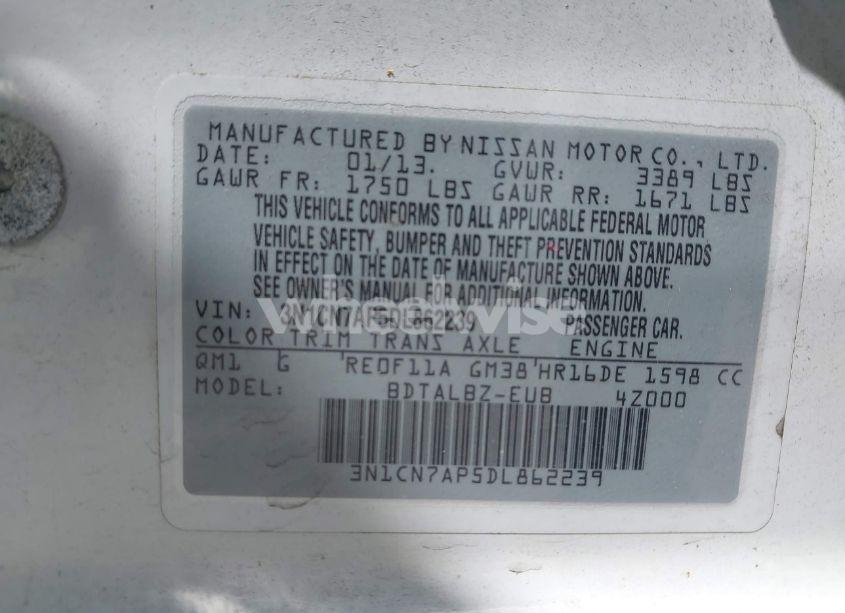 MANUFACTURED BY NISSAN MOTOR CO., LTD.
DATE: 01/13. GVWR: 3389 LBS
GAWR FR: 1750 LBS GAWR RR: 1671 LBS
THIS VEHICLE CONFORMS TO ALL APPLICABLE FEDERAL MOTOR
VEHICLE SAFETY, BUMPER AND THEFT PREVENTION STANDARDS
IN EFFECT ON THE DATE OF MANUFACTURE SHOWN ABOVE.
SEE OWNER'S MANUAL FOR ADDITIONAL INFORMATION.
wheelwise
VIN: 3N1CN7AP5DL862239 PASSENGER CAR.
COLOR TRIM TRANS AXLE ENGINE
QM1 G RE0F11A GM38 HR16DE 1598 CC
MODEL: BDTALBZ-EUB 4Z000
3N1CN7AP5DL862239